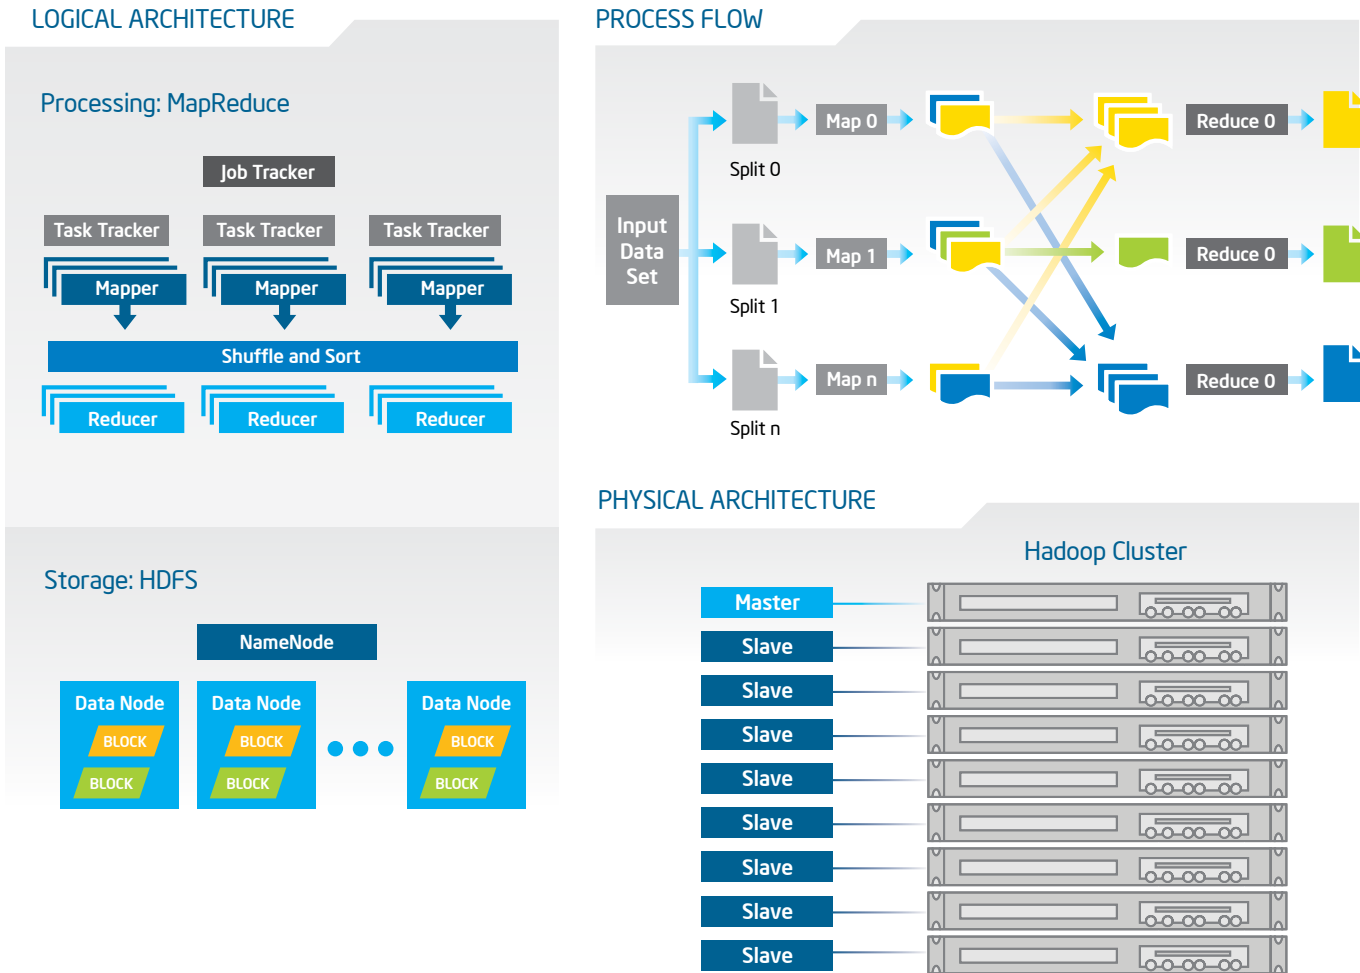 LOGICAL ARCHITECTURE
Processing: MapReduce
Job Tracker
Task Tracker Task Tracker Task Tracker
Mapper Mapper Mapper
Shuffle and Sort
Reducer Reducer Reducer
Storage: HDFS
NameNode
Data Node Data Node Data Node
BLOCK BLOCK BLOCK
BLOCK BLOCK BLOCK
PROCESS FLOW
Input
Data
Set
Split 0
Map 0
Reduce 0
Split 1
Map 1
Reduce 0
Split n
Map n
Reduce 0
PHYSICAL ARCHITECTURE
Hadoop Cluster
Master
Slave
Slave
Slave
Slave
Slave
Slave
Slave
Slave